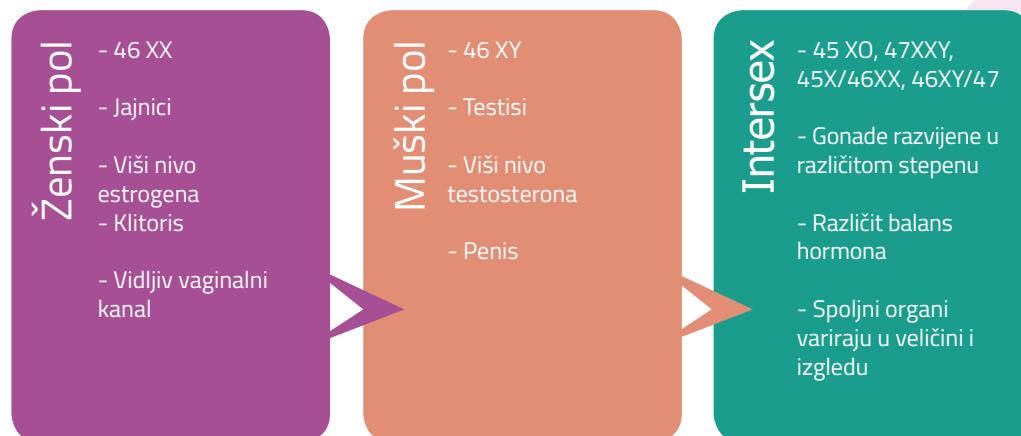 Ženski pol
- 46 XX
- Jajnici
- Viši nivo
estrogena
- Klitoris
- Vidljiv vaginalni
kanal
Muški pol
- 46 XY
- Testisi
- Viši nivo
testosterona
- Penis
Intersex
- 45 XO, 47XXY,
45X/46XX, 46XY/47
- Gonade razvijene u
različitom stepenu
- Različit balans
hormona
- Spoljni organi
variraju u veličini i
izgledu